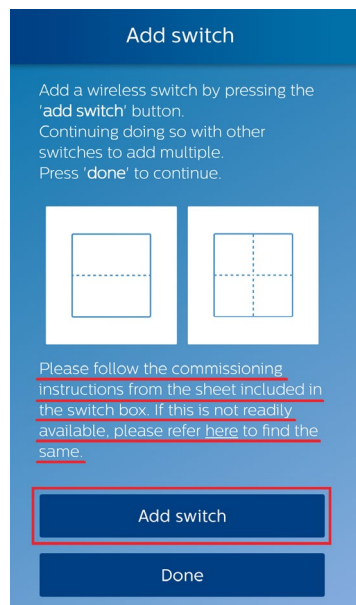 Add switch
Add a wireless switch by pressing the
'add switch' button.
Continuing doing so with other
switches to add multiple.
Press 'done' to continue.
Please follow the commissioning
instructions from the sheet included in
the switch box. If this is not readily
available, please refer here to find the
same.
Add switch
Done